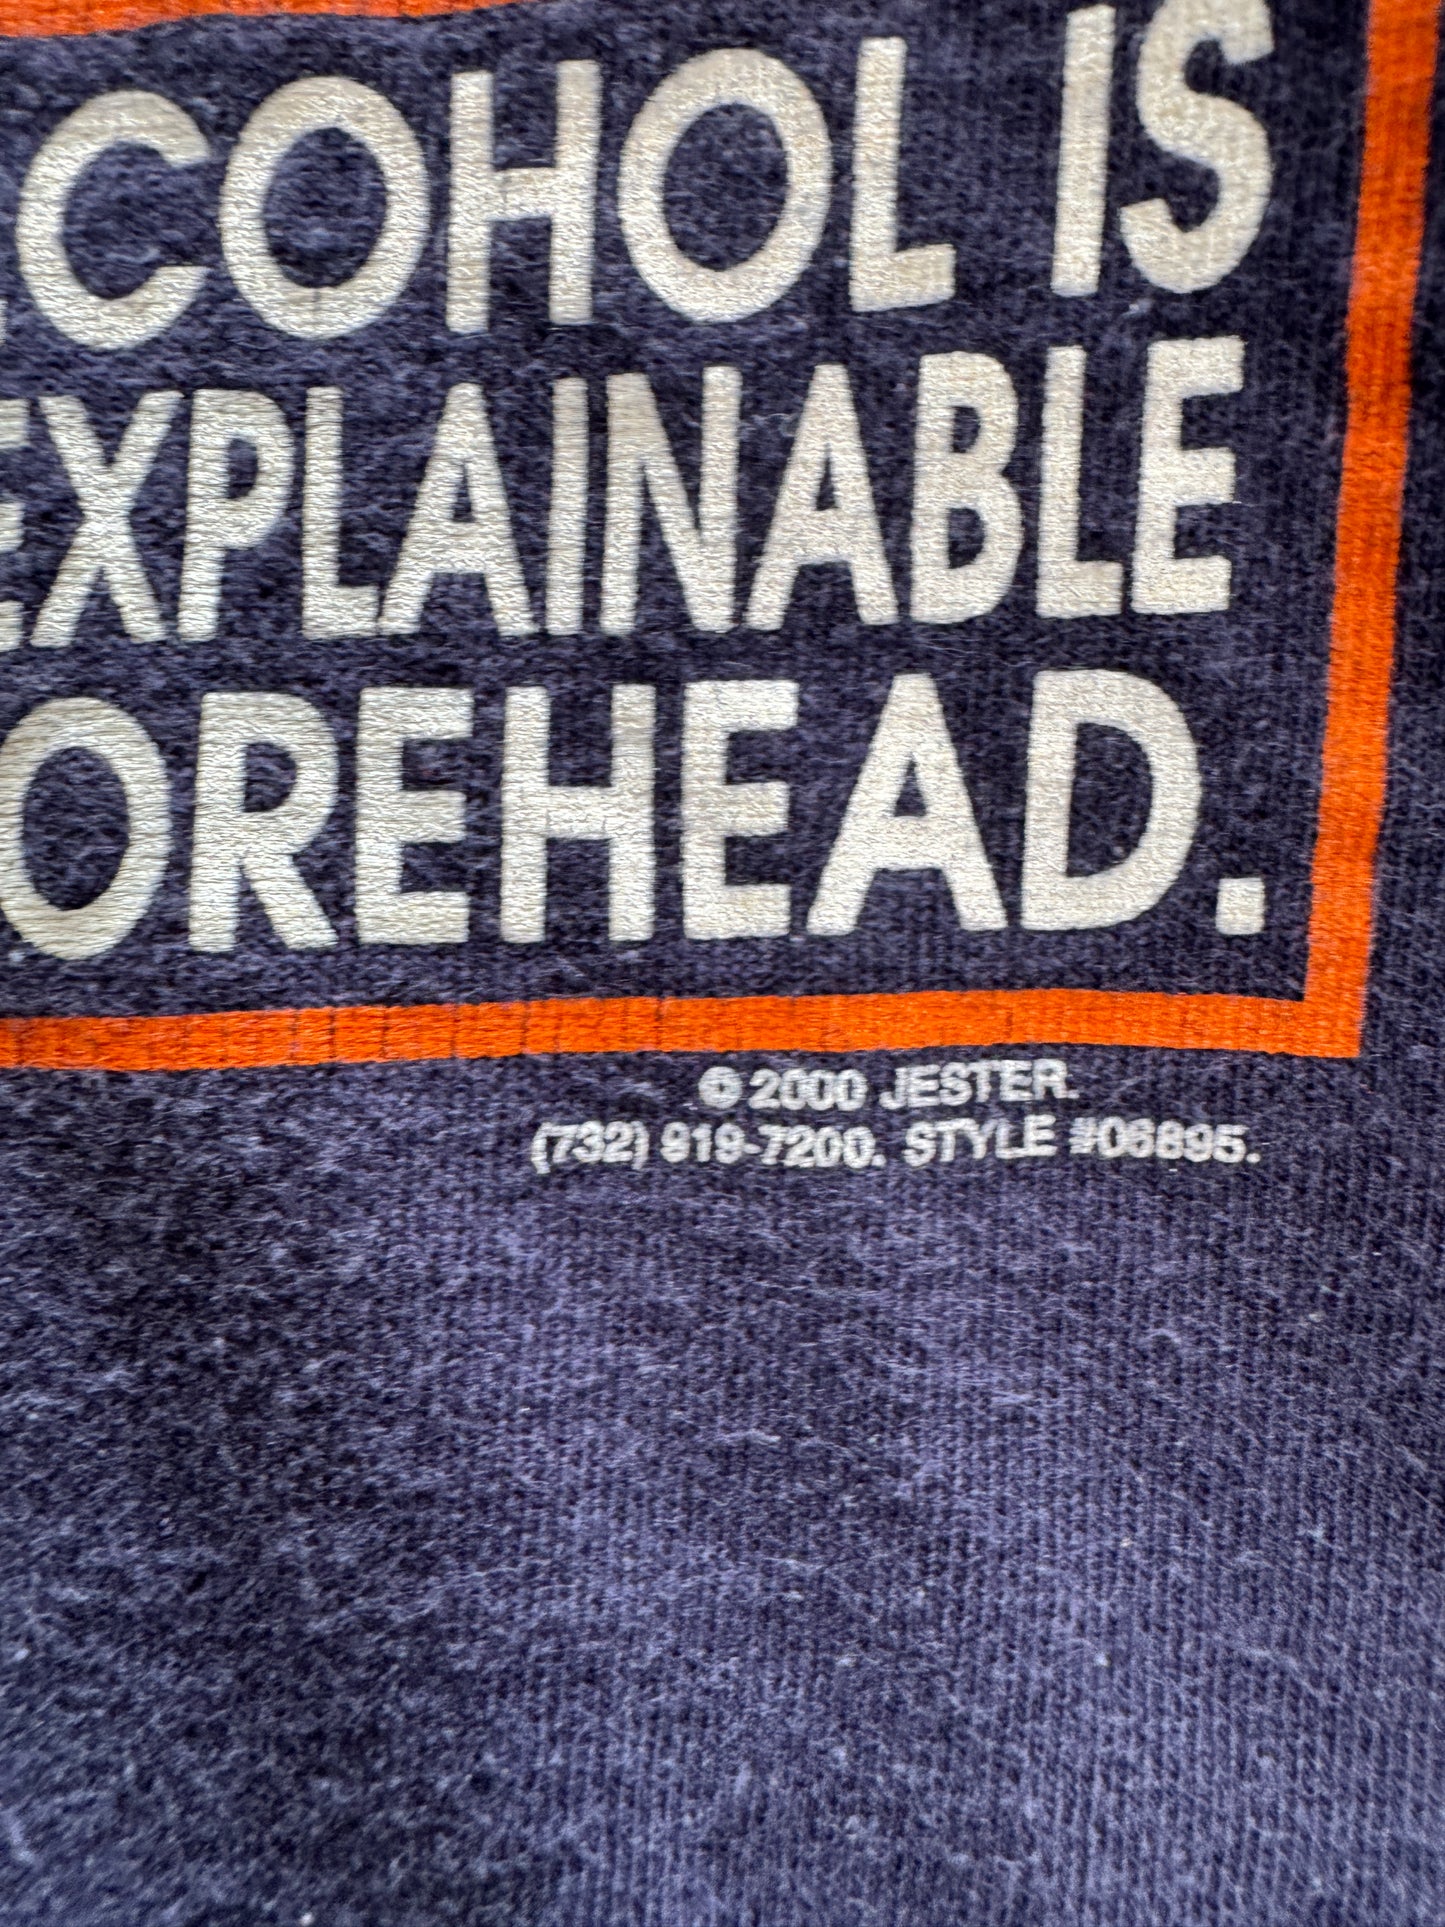 COHOL IS
EXPLAINABLE
OREHEAD.
© 2000 JESTER.
(732) 919-7200. STYLE #06895.